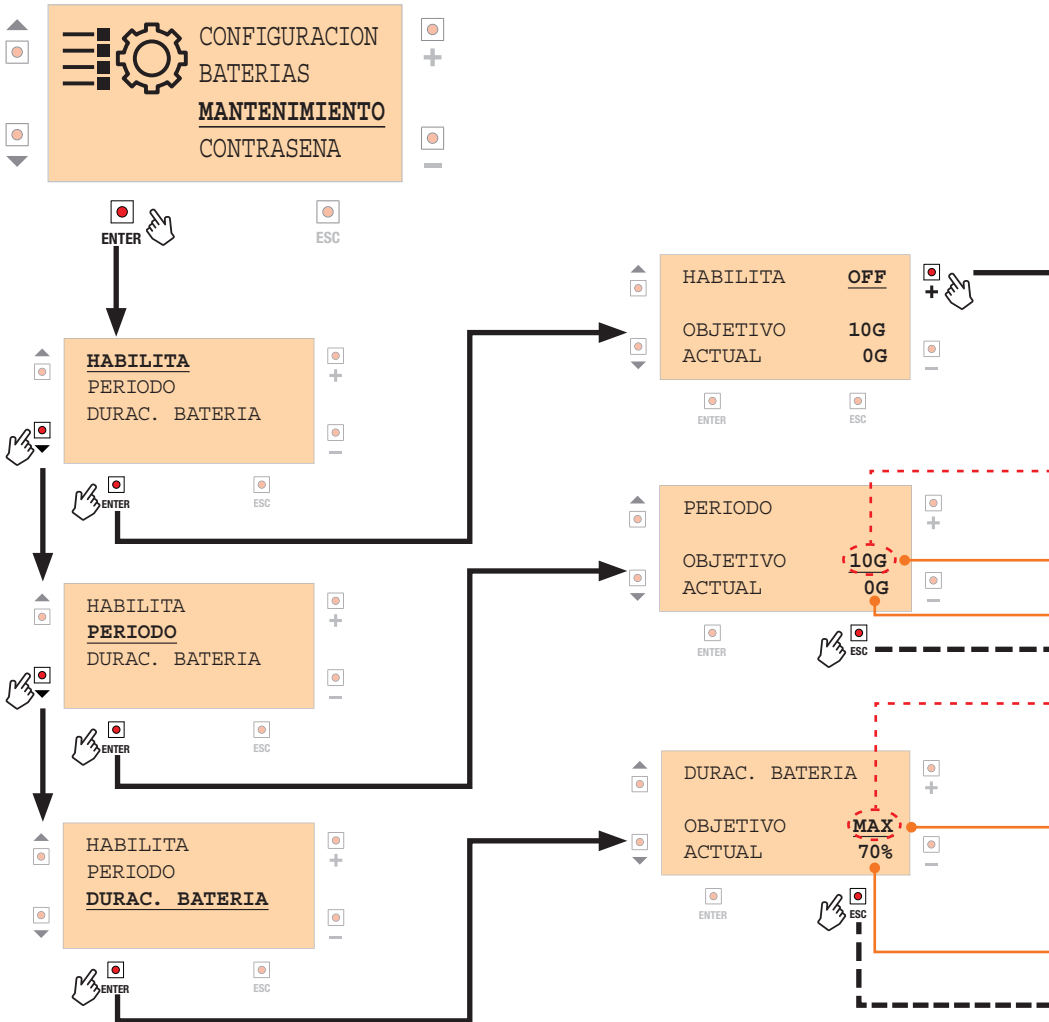 CONFIGURACION
BATERIAS
MANTENIMIENTO
CONTRASENA
+
−
ENTER
ESC
HABILITA
PERIODO
DURAC. BATERIA
+
−
ENTER
ESC
HABILITA OFF
OBJETIVO 10G
ACTUAL 0G
+
−
ENTER
ESC
HABILITA
PERIODO
DURAC. BATERIA
+
−
ENTER
ESC
PERIODO
OBJETIVO 10G
ACTUAL 0G
+
−
ENTER
ESC
HABILITA
PERIODO
DURAC. BATERIA
+
−
ENTER
ESC
DURAC. BATERIA
OBJETIVO MAX
ACTUAL 70%
+
−
ENTER
ESC